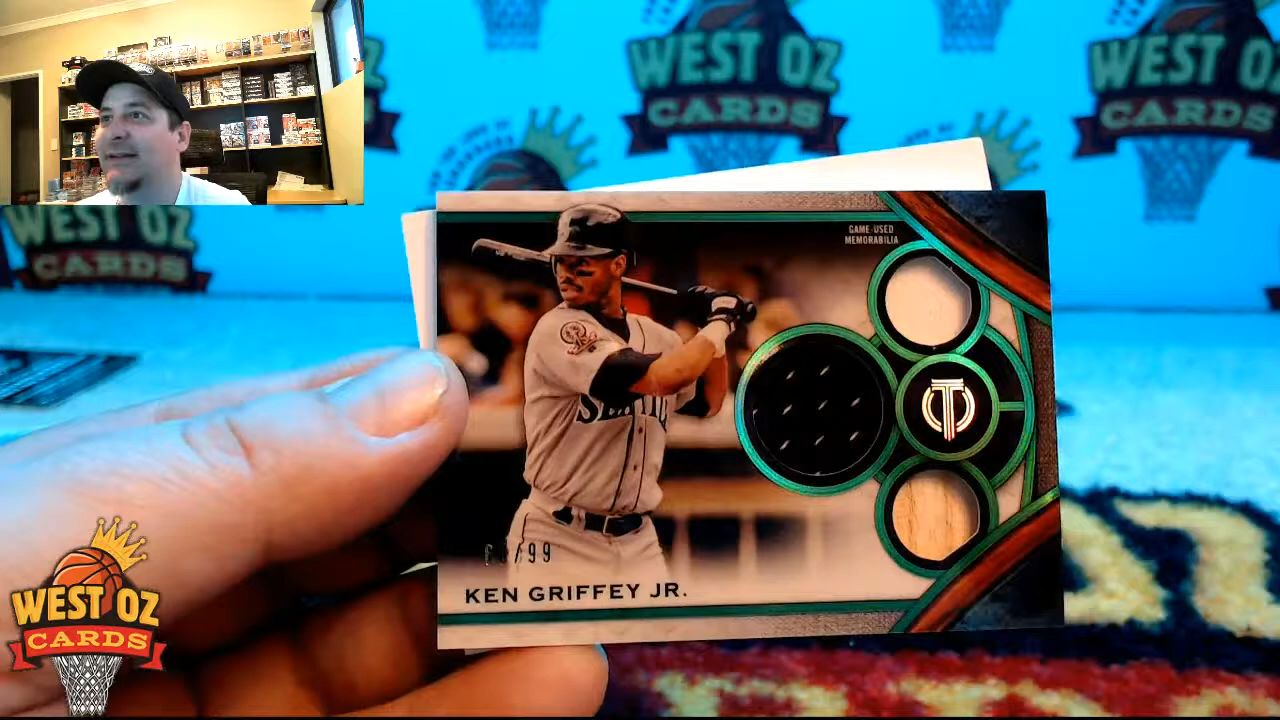 WEST OZ
CARDS
WEST OZ
CARDS
WEST OZ
CARDS
GAME-USED
MEMORABILIA
SEATTLE
/99
KEN GRIFFEY JR.
WEST OZ
CARDS